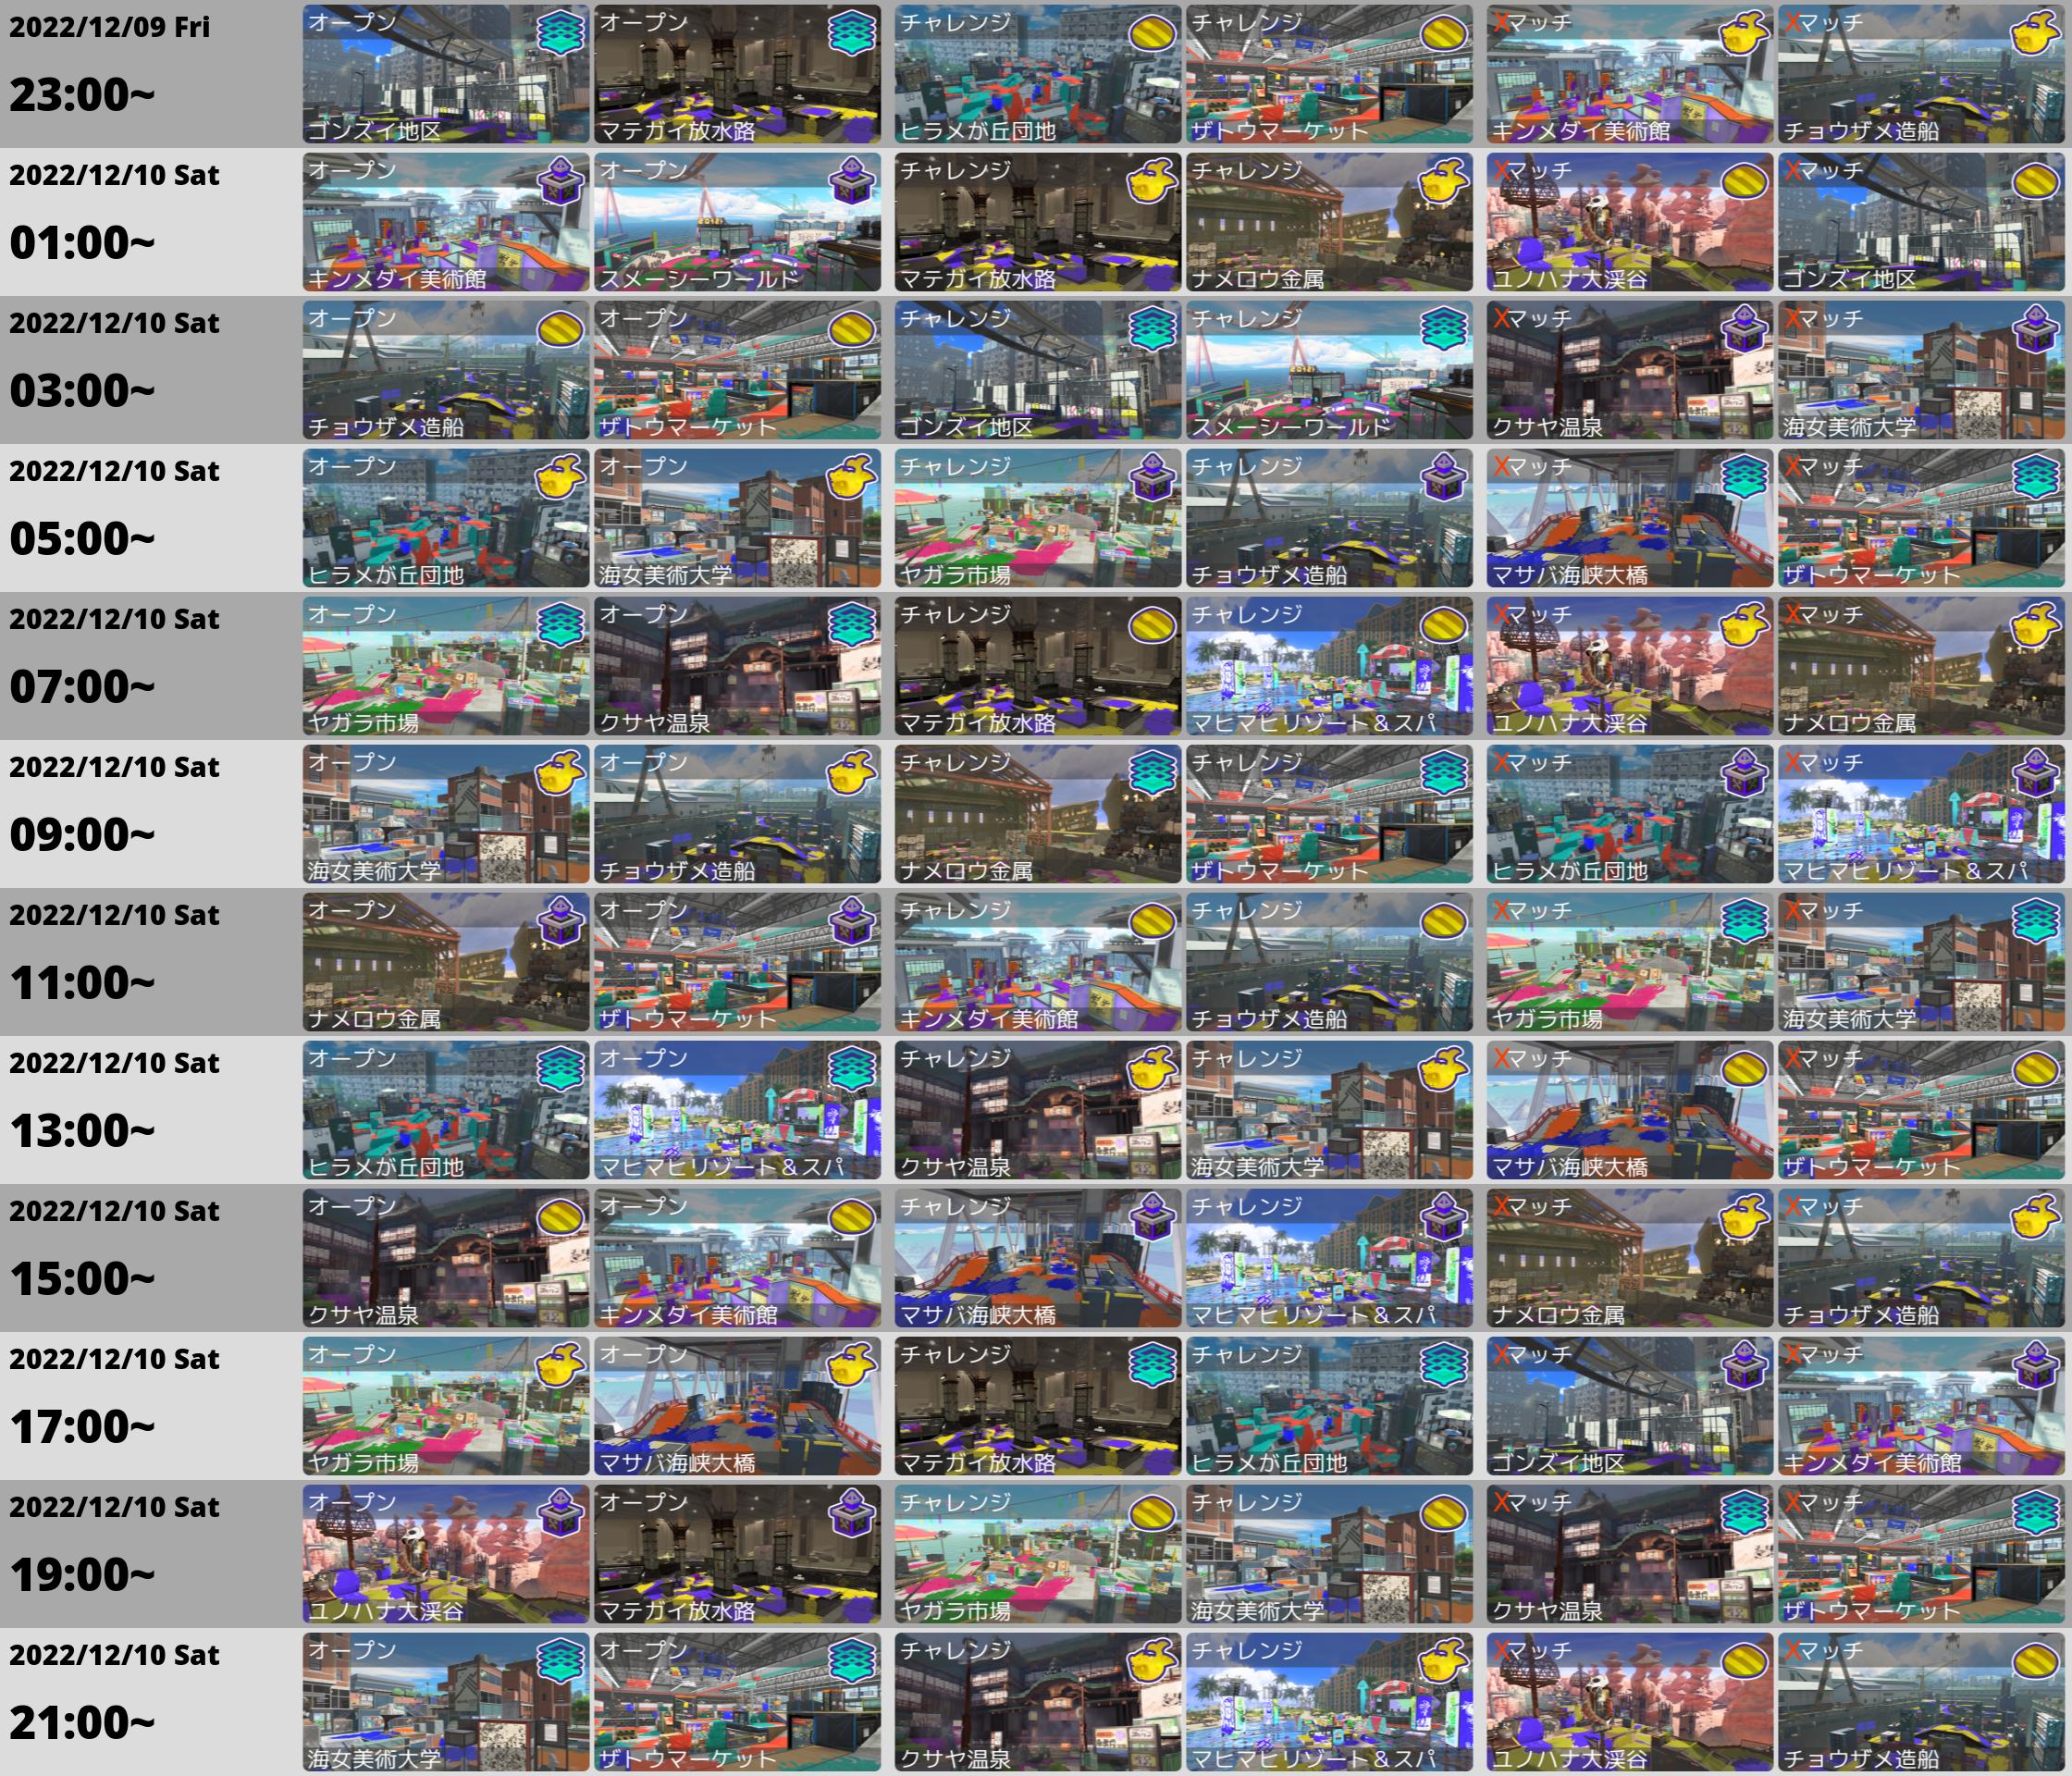 2022/12/09 Fri
23:00~
オープン オープン チャレンジ チャレンジ Xマッチ Xマッチ
ゴンズイ地区 マテガイ放水路 ヒラメが丘団地 ザトウマーケット キンメダイ美術館 チョウザメ造船
2022/12/10 Sat
01:00~
オープン オープン チャレンジ チャレンジ Xマッチ Xマッチ
キンメダイ美術館 スメーシーワールド マテガイ放水路 ナメロウ金属 ユノハナ大渓谷 ゴンズイ地区
2022/12/10 Sat
03:00~
オープン オープン チャレンジ チャレンジ Xマッチ Xマッチ
チョウザメ造船 ザトウマーケット ゴンズイ地区 スメーシーワールド クサヤ温泉 海女美術大学
2022/12/10 Sat
05:00~
オープン オープン チャレンジ チャレンジ Xマッチ Xマッチ
ヒラメが丘団地 海女美術大学 ヤガラ市場 チョウザメ造船 マサバ海峡大橋 ザトウマーケット
2022/12/10 Sat
07:00~
オープン オープン チャレンジ チャレンジ Xマッチ Xマッチ
ヤガラ市場 クサヤ温泉 マテガイ放水路 マヒマヒリゾート＆スパ ユノハナ大渓谷 ナメロウ金属
2022/12/10 Sat
09:00~
オープン オープン チャレンジ チャレンジ Xマッチ Xマッチ
海女美術大学 チョウザメ造船 ナメロウ金属 ザトウマーケット ヒラメが丘団地 マヒマヒリゾート＆スパ
2022/12/10 Sat
11:00~
オープン オープン チャレンジ チャレンジ Xマッチ Xマッチ
ナメロウ金属 ザトウマーケット キンメダイ美術館 チョウザメ造船 ヤガラ市場 海女美術大学
2022/12/10 Sat
13:00~
オープン オープン チャレンジ チャレンジ Xマッチ Xマッチ
ヒラメが丘団地 マヒマヒリゾート＆スパ クサヤ温泉 海女美術大学 マサバ海峡大橋 ザトウマーケット
2022/12/10 Sat
15:00~
オープン オープン チャレンジ チャレンジ Xマッチ Xマッチ
クサヤ温泉 キンメダイ美術館 マサバ海峡大橋 マヒマヒリゾート＆スパ ナメロウ金属 チョウザメ造船
2022/12/10 Sat
17:00~
オープン オープン チャレンジ チャレンジ Xマッチ Xマッチ
ヤガラ市場 マサバ海峡大橋 マテガイ放水路 ヒラメが丘団地 ゴンズイ地区 キンメダイ美術館
2022/12/10 Sat
19:00~
オープン オープン チャレンジ チャレンジ Xマッチ Xマッチ
ユノハナ大渓谷 マテガイ放水路 ヤガラ市場 海女美術大学 クサヤ温泉 ザトウマーケット
2022/12/10 Sat
21:00~
オープン オープン チャレンジ チャレンジ Xマッチ Xマッチ
海女美術大学 ザトウマーケット クサヤ温泉 マヒマヒリゾート＆スパ ユノハナ大渓谷 チョウザメ造船